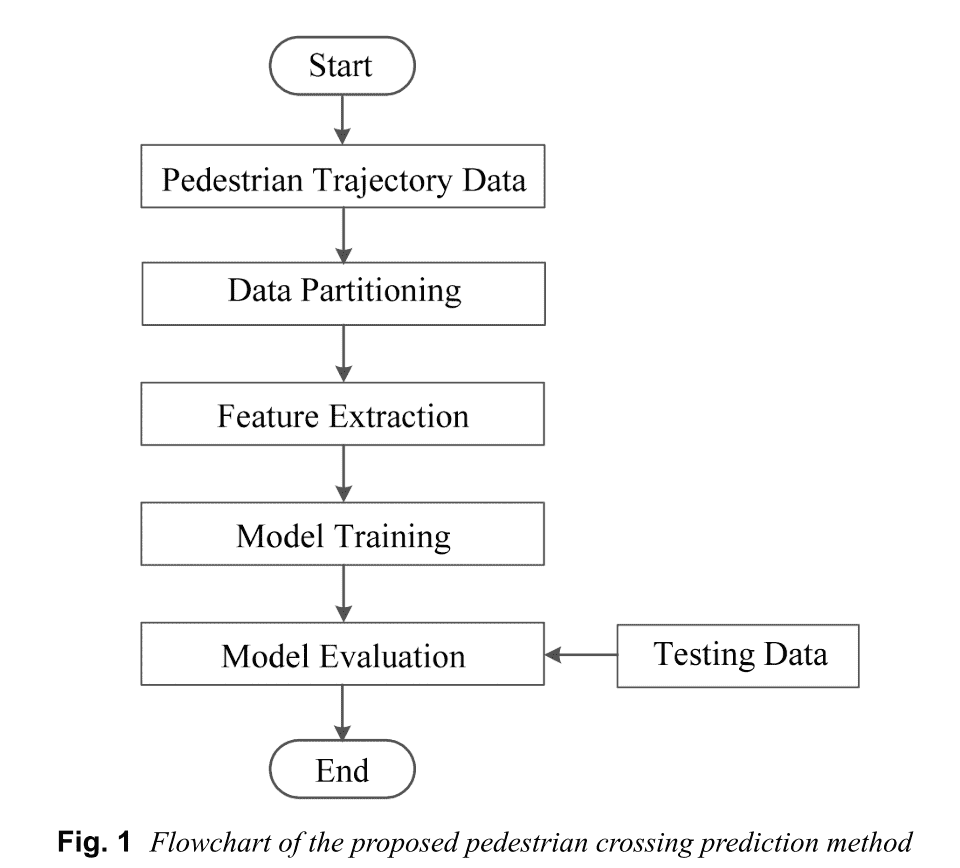 Start
Pedestrian Trajectory Data
Data Partitioning
Feature Extraction
Model Training
Model Evaluation
Testing Data
End
Fig. 1 Flowchart of the proposed pedestrian crossing prediction method